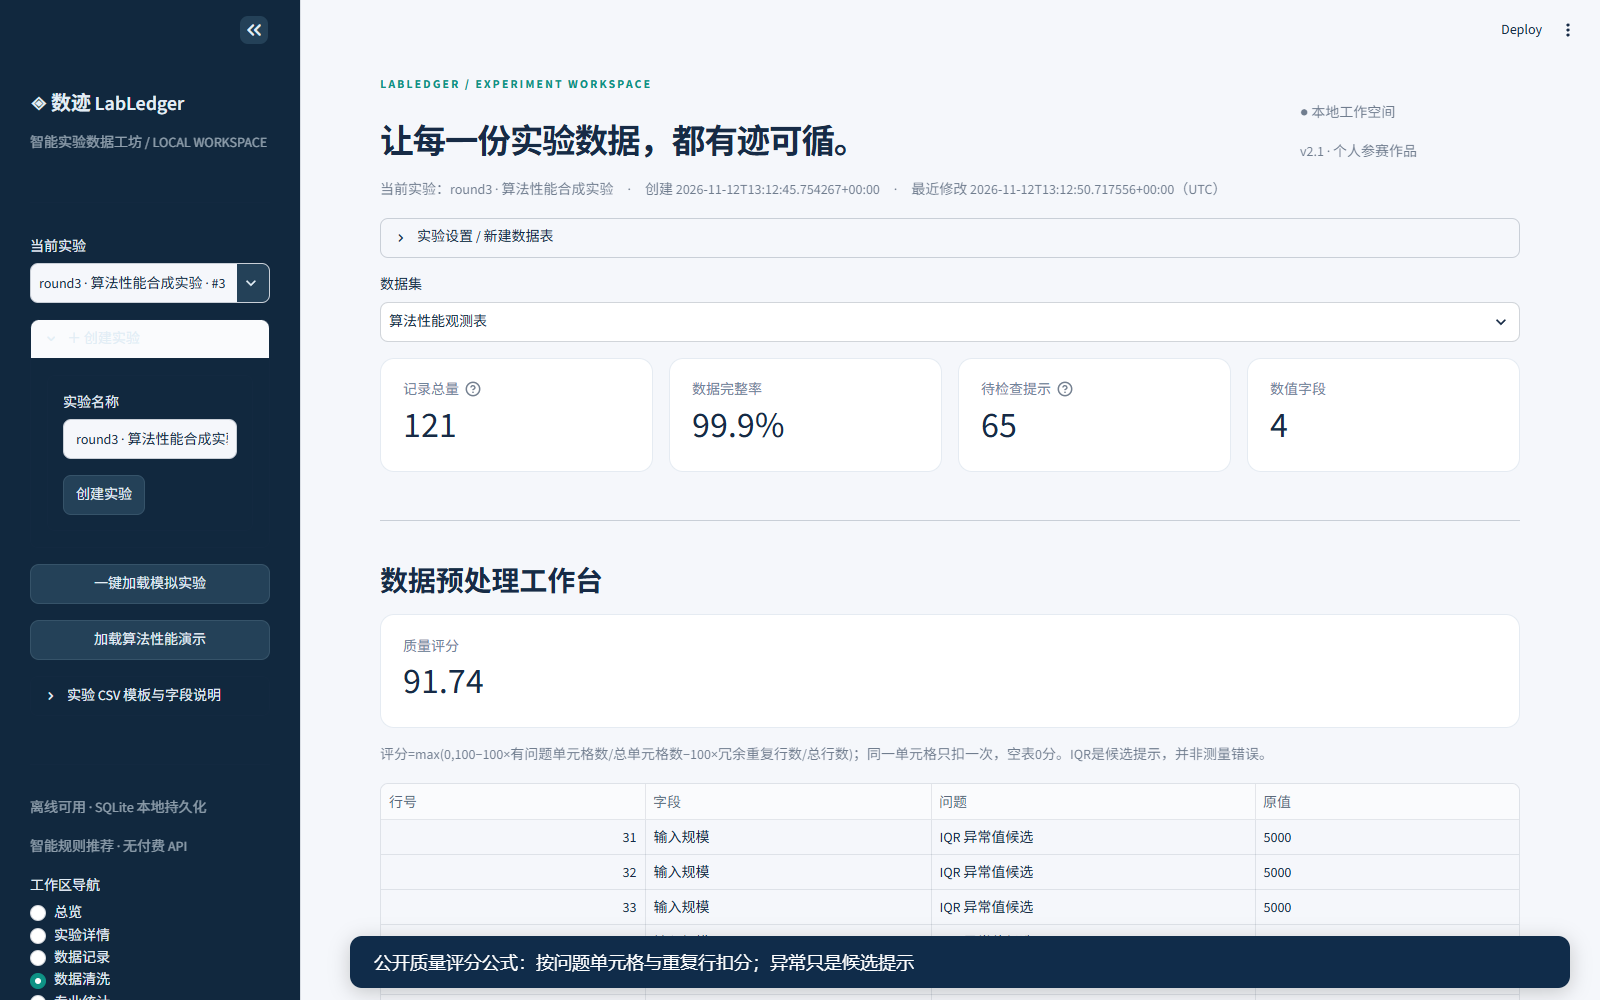 数迹 LabLedger
智能实验数据工坊 / LOCAL WORKSPACE
当前实验
round3 · 算法性能合成实验 · #3
＋ 创建实验
实验名称
round3 · 算法性能合成实
创建实验
一键加载模拟实验
加载算法性能演示
实验 CSV 模板与字段说明
离线可用 · SQLite 本地持久化
智能规则推荐 · 无付费 API
工作区导航
总览
实验详情
数据记录
数据清洗
专业统计
Deploy
LABLEDGER / EXPERIMENT WORKSPACE
● 本地工作空间
让每一份实验数据，都有迹可循。
v2.1 · 个人参赛作品
当前实验：round3 · 算法性能合成实验 · 创建 2026-11-12T13:12:45.754267+00:00 · 最近修改 2026-11-12T13:12:50.717556+00:00（UTC）
实验设置 / 新建数据表
数据集
算法性能观测表
记录总量 数据完整率 待检查提示 数值字段
121 99.9% 65 4
数据预处理工作台
质量评分
91.74
评分=max(0,100−100×有问题单元格数/总单元格数−100×冗余重复行数/总行数)；同一单元格只扣一次，空表0分。IQR是候选提示，并非测量错误。
行号 字段 问题 原值
31 输入规模 IQR 异常值候选 5000
32 输入规模 IQR 异常值候选 5000
33 输入规模 IQR 异常值候选 5000
公开质量评分公式：按问题单元格与重复行扣分；异常只是候选提示